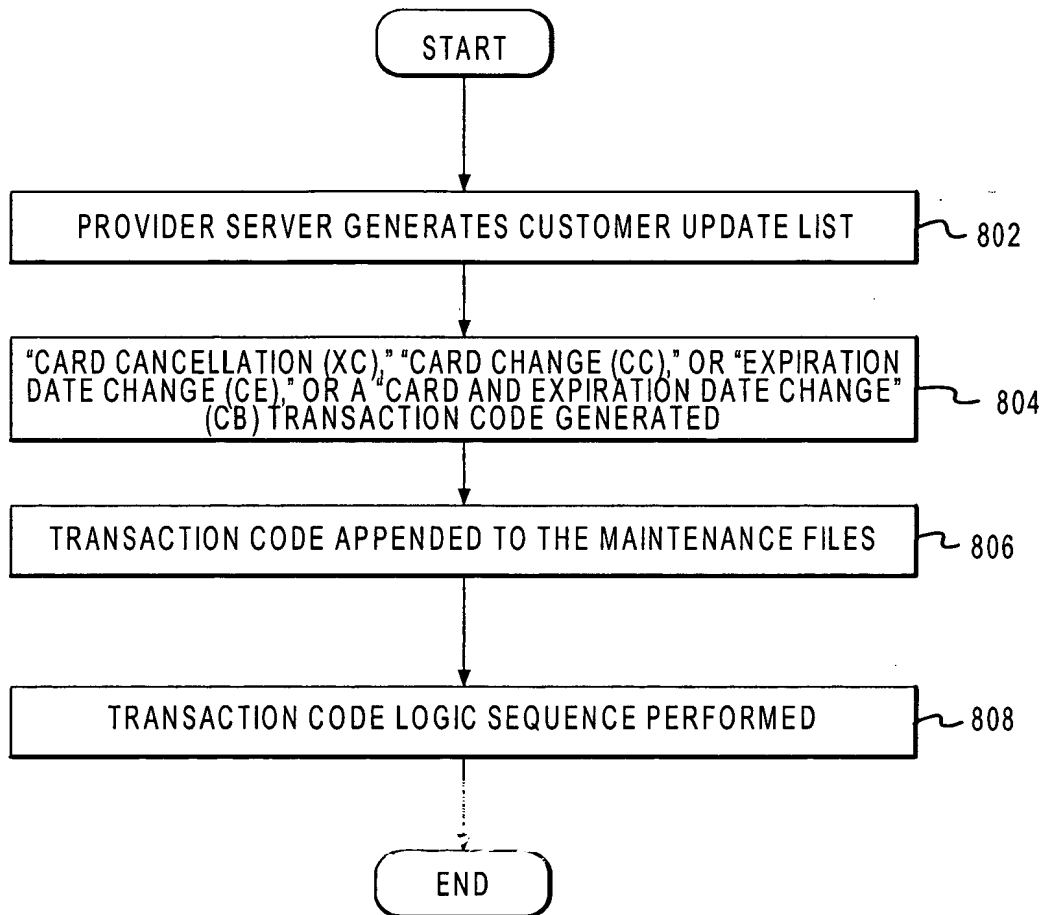 START
PROVIDER SERVER GENERATES CUSTOMER UPDATE LIST
802
"CARD CANCELLATION (XC)," "CARD CHANGE (CC)," OR "EXPIRATION
DATE CHANGE (CE)," OR A "CARD AND EXPIRATION DATE CHANGE"
(CB) TRANSACTION CODE GENERATED
804
TRANSACTION CODE APPENDED TO THE MAINTENANCE FILES
806
TRANSACTION CODE LOGIC SEQUENCE PERFORMED
808
END